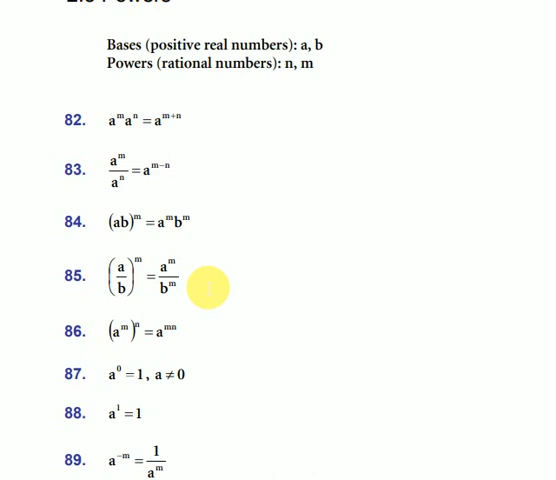 Bases (positive real numbers): a, b
Powers (rational numbers): n, m
82. aᵐaⁿ = aᵐ⁺ⁿ
83. aᵐ/aⁿ = aᵐ⁻ⁿ
84. (ab)ᵐ = aᵐbᵐ
85. (a/b)ᵐ = aᵐ/bᵐ
86. (aᵐ)ⁿ = aᵐⁿ
87. a⁰ = 1, a ≠ 0
88. a¹ = 1
89. a⁻ᵐ = 1/aᵐ